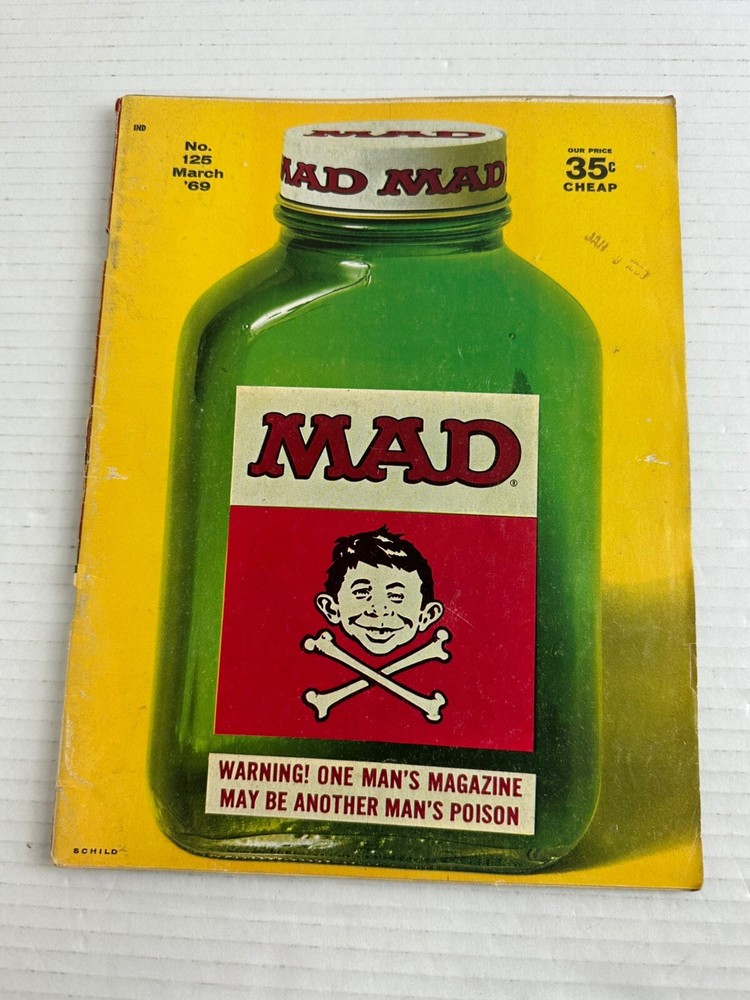 IND
No.
125
March
'69
OUR PRICE
35¢
CHEAP
MAD
MAD MAD
MAD®
WARNING! ONE MAN'S MAGAZINE
MAY BE ANOTHER MAN'S POISON
SCHILD